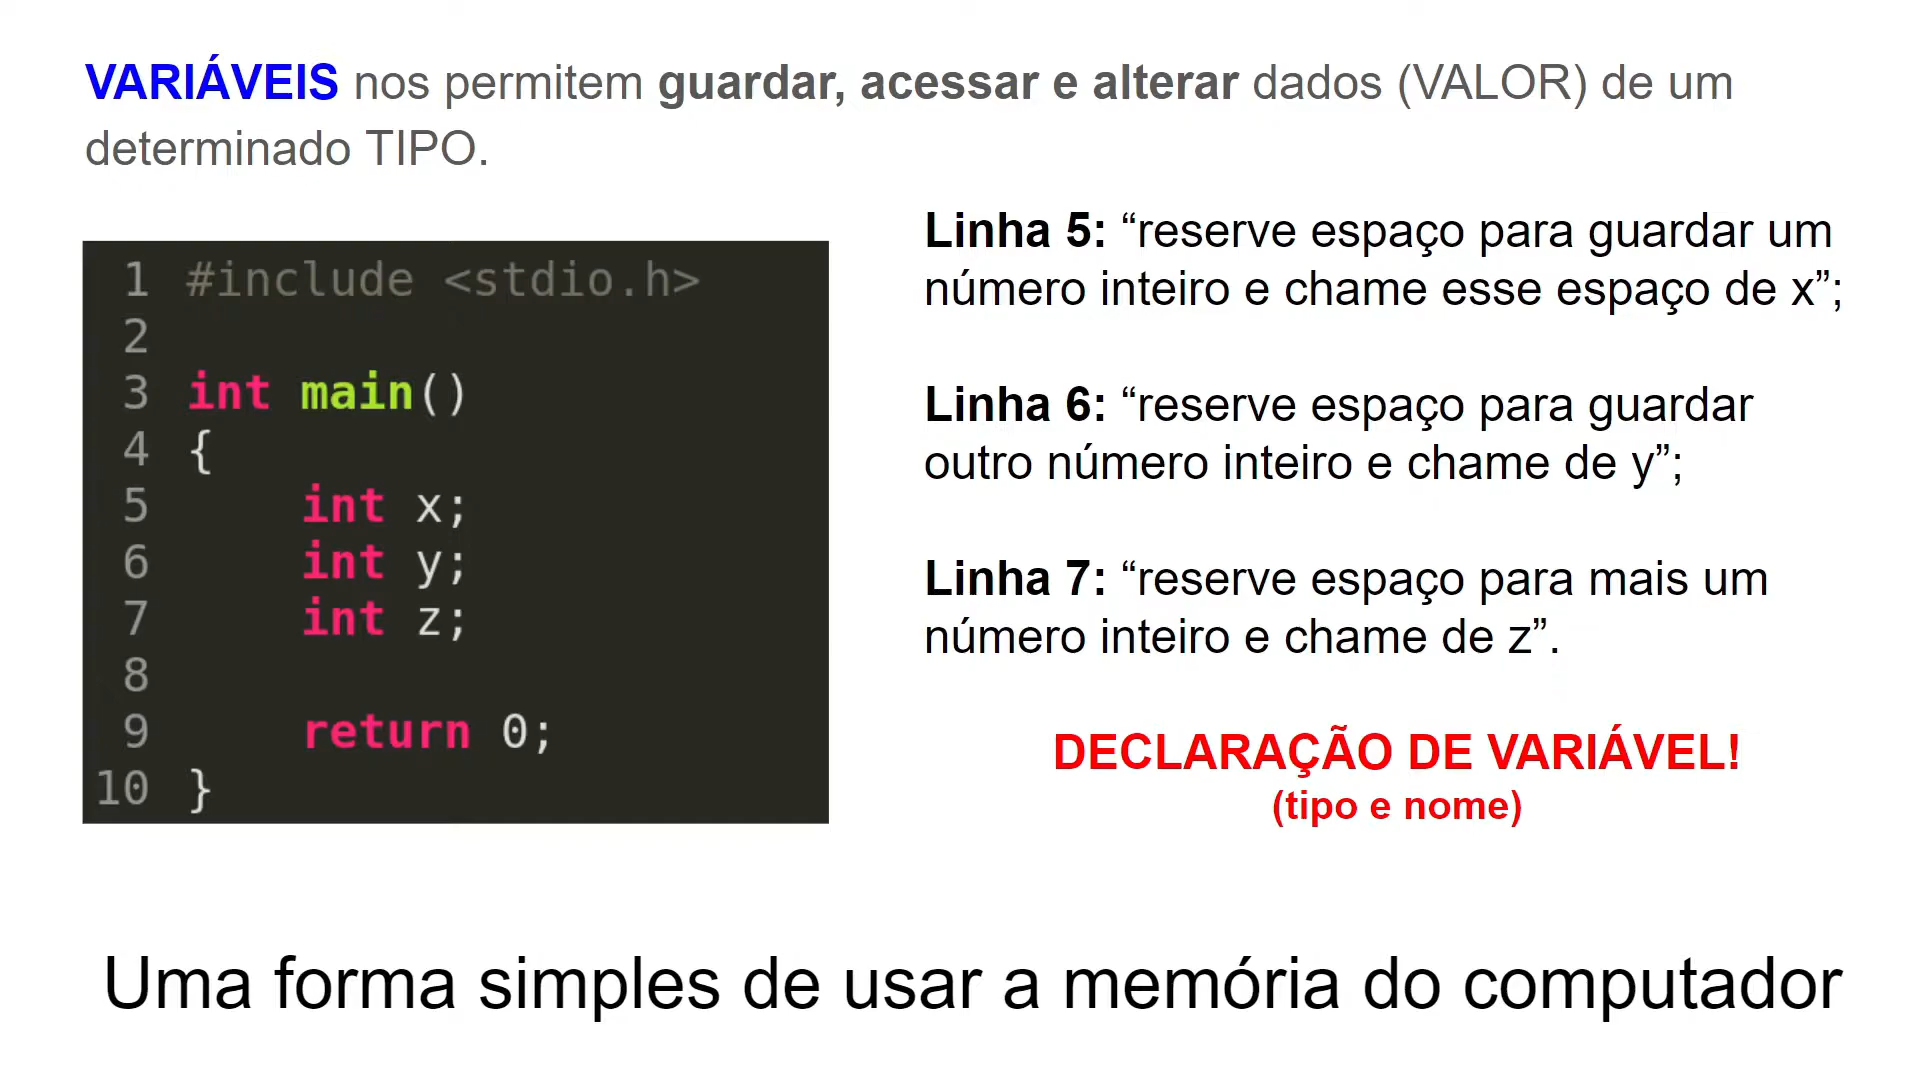 VARIÁVEIS nos permitem guardar, acessar e alterar dados (VALOR) de um
determinado TIPO.
1 #include <stdio.h>
2
3 int main()
4 {
5     int x;
6     int y;
7     int z;
8
9     return 0;
10 }
Linha 5: “reserve espaço para guardar um
número inteiro e chame esse espaço de x”;
Linha 6: “reserve espaço para guardar
outro número inteiro e chame de y”;
Linha 7: “reserve espaço para mais um
número inteiro e chame de z”.
DECLARAÇÃO DE VARIÁVEL!
(tipo e nome)
Uma forma simples de usar a memória do computador